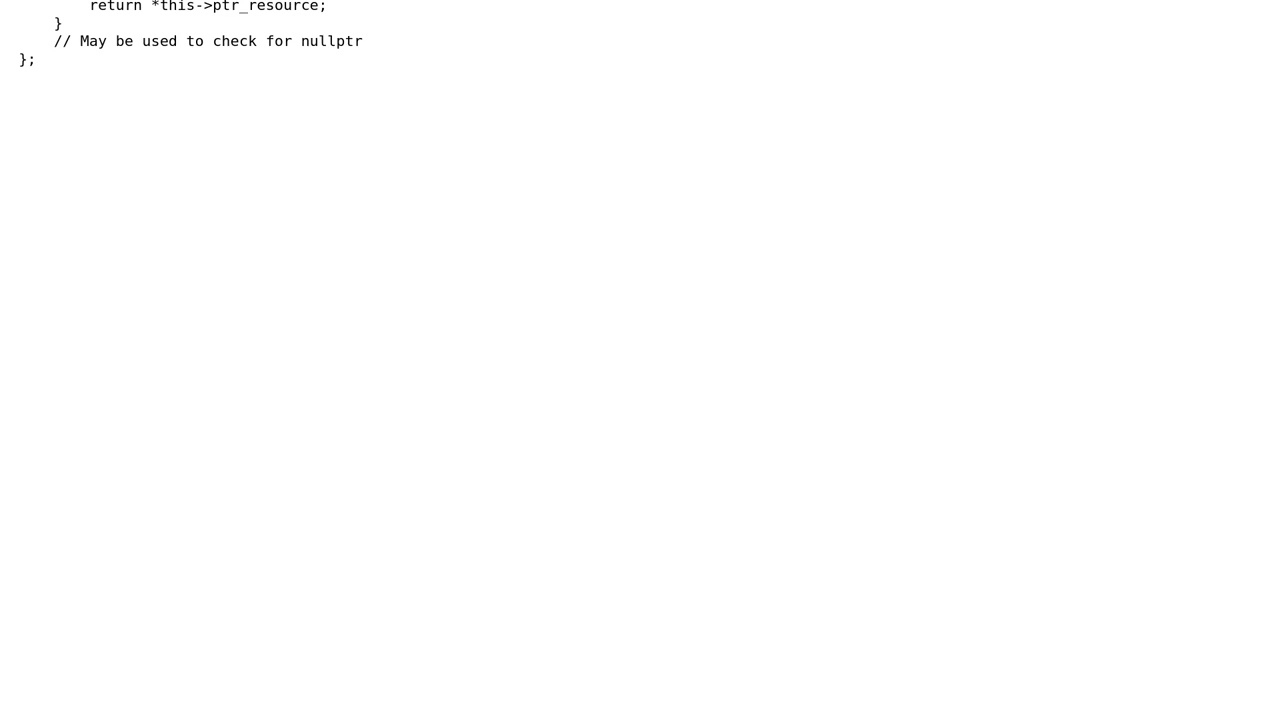 return *this->ptr_resource;
}
// May be used to check for nullptr
};